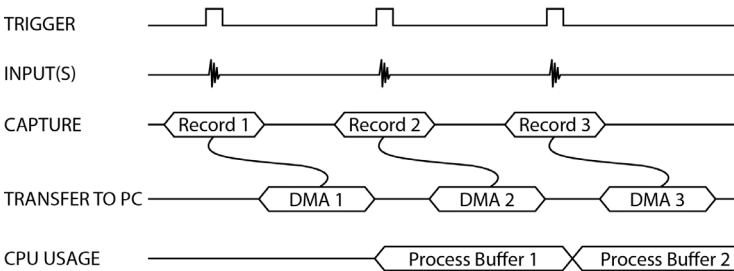 TRIGGER
INPUT(S)
CAPTURE Record 1 Record 2 Record 3
TRANSFER TO PC DMA 1 DMA 2 DMA 3
CPU USAGE Process Buffer 1 Process Buffer 2